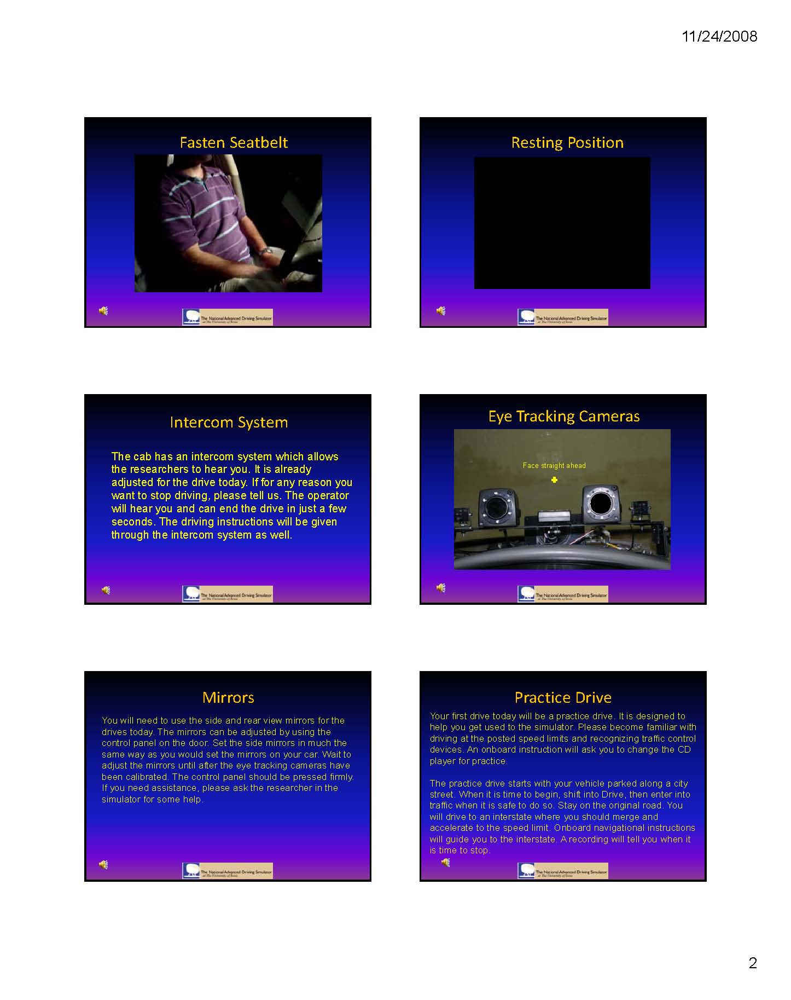 11/24/2008
Fasten Seatbelt
The National Advanced Driving Simulator
at The University of Iowa
Resting Position
The National Advanced Driving Simulator
at The University of Iowa
Intercom System
The cab has an intercom system which allows
the researchers to hear you. It is already
adjusted for the drive today. If for any reason you
want to stop driving, please tell us. The operator
will hear you and can end the drive in just a few
seconds. The driving instructions will be given
through the intercom system as well.
The National Advanced Driving Simulator
at The University of Iowa
Eye Tracking Cameras
Face straight ahead
The National Advanced Driving Simulator
at The University of Iowa
Mirrors
You will need to use the side and rear view mirrors for the
drives today. The mirrors can be adjusted by using the
control panel on the door. Set the side mirrors in much the
same way as you would set the mirrors on your car. Wait to
adjust the mirrors until after the eye tracking cameras have
been calibrated. The control panel should be pressed firmly.
If you need assistance, please ask the researcher in the
simulator for some help.
The National Advanced Driving Simulator
at The University of Iowa
Practice Drive
Your first drive today will be a practice drive. It is designed to
help you get used to the simulator. Please become familiar with
driving at the posted speed limits and recognizing traffic control
devices. An onboard instruction will ask you to change the CD
player for practice.
The practice drive starts with your vehicle parked along a city
street. When it is time to begin, shift into Drive, then enter into
traffic when it is safe to do so. Stay on the original road. You
will drive to an interstate where you should merge and
accelerate to the speed limit. Onboard navigational instructions
will guide you to the interstate. A recording will tell you when it
is time to stop.
The National Advanced Driving Simulator
at The University of Iowa
2